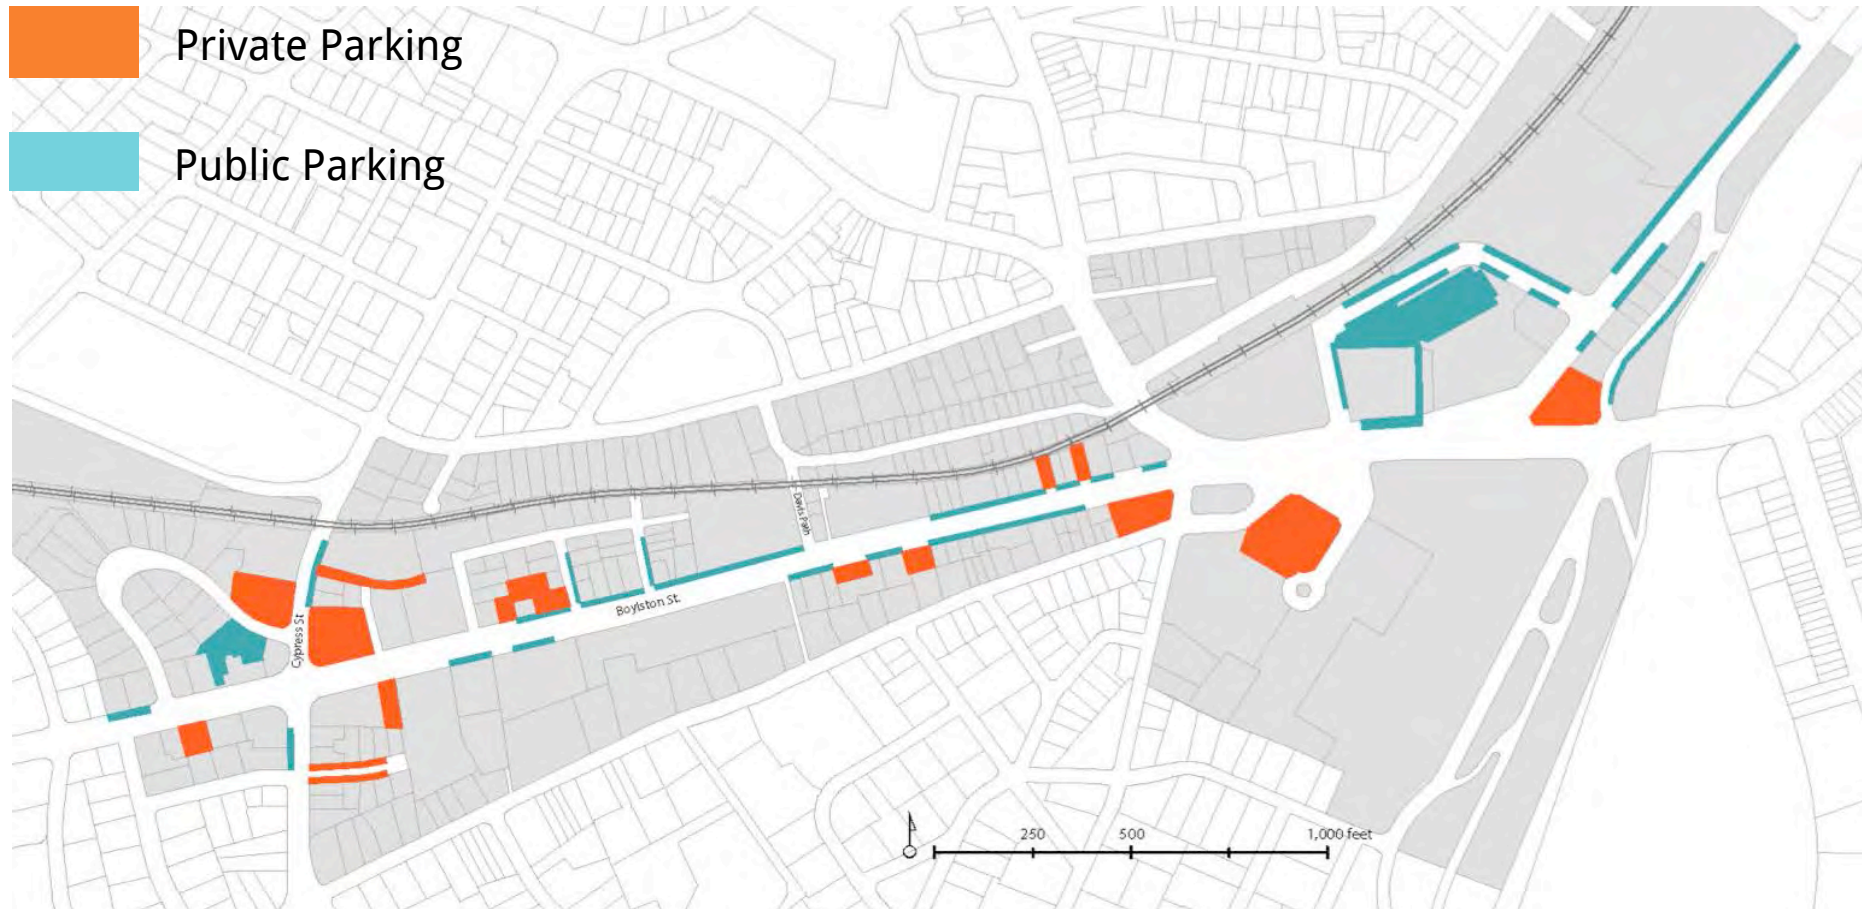 Private Parking
Public Parking
Davis Path
Boylston St.
Cypress St
250 500 1,000 feet